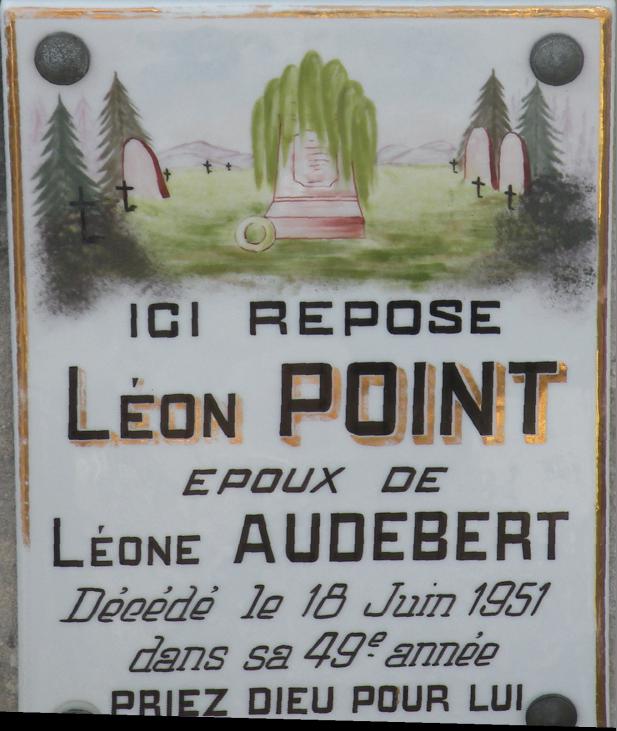 ICI REPOSE
LÉON POINT
EPOUX DE
LÉONE AUDEBERT
Décédé le 18 Juin 1951
dans sa 49e année
PRIEZ DIEU POUR LUI